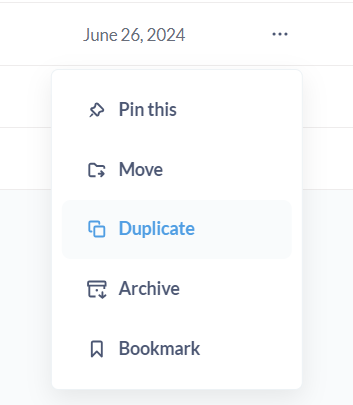 June 26, 2024
Pin this
Move
Duplicate
Archive
Bookmark